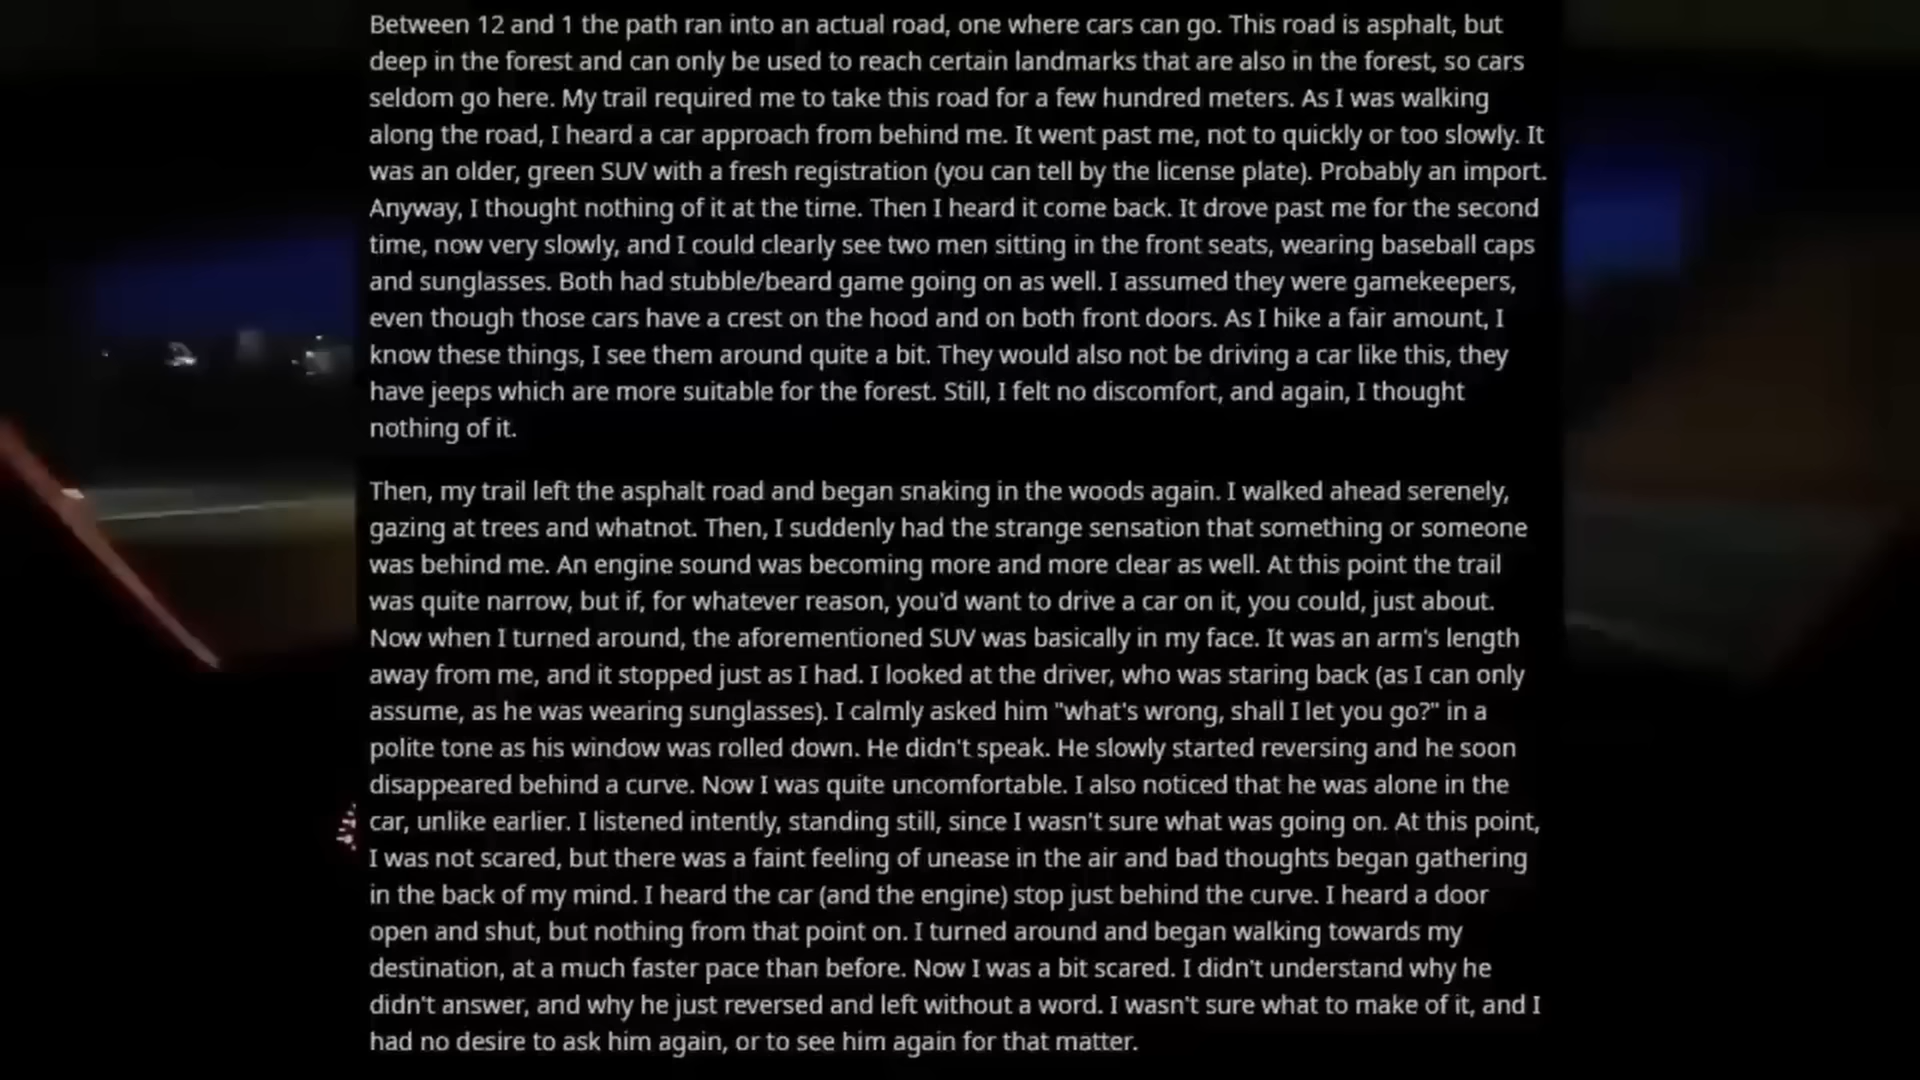 Between 12 and 1 the path ran into an actual road, one where cars can go. This road is asphalt, but
deep in the forest and can only be used to reach certain landmarks that are also in the forest, so cars
seldom go here. My trail required me to take this road for a few hundred meters. As I was walking
along the road, I heard a car approach from behind me. It went past me, not to quickly or too slowly. It
was an older, green SUV with a fresh registration (you can tell by the license plate). Probably an import.
Anyway, I thought nothing of it at the time. Then I heard it come back. It drove past me for the second
time, now very slowly, and I could clearly see two men sitting in the front seats, wearing baseball caps
and sunglasses. Both had stubble/beard game going on as well. I assumed they were gamekeepers,
even though those cars have a crest on the hood and on both front doors. As I hike a fair amount, I
know these things, I see them around quite a bit. They would also not be driving a car like this, they
have jeeps which are more suitable for the forest. Still, I felt no discomfort, and again, I thought
nothing of it.
Then, my trail left the asphalt road and began snaking in the woods again. I walked ahead serenely,
gazing at trees and whatnot. Then, I suddenly had the strange sensation that something or someone
was behind me. An engine sound was becoming more and more clear as well. At this point the trail
was quite narrow, but if, for whatever reason, you'd want to drive a car on it, you could, just about.
Now when I turned around, the aforementioned SUV was basically in my face. It was an arm's length
away from me, and it stopped just as I had. I looked at the driver, who was staring back (as I can only
assume, as he was wearing sunglasses). I calmly asked him "what's wrong, shall I let you go?" in a
polite tone as his window was rolled down. He didn't speak. He slowly started reversing and he soon
disappeared behind a curve. Now I was quite uncomfortable. I also noticed that he was alone in the
car, unlike earlier. I listened intently, standing still, since I wasn't sure what was going on. At this point,
I was not scared, but there was a faint feeling of unease in the air and bad thoughts began gathering
in the back of my mind. I heard the car (and the engine) stop just behind the curve. I heard a door
open and shut, but nothing from that point on. I turned around and began walking towards my
destination, at a much faster pace than before. Now I was a bit scared. I didn't understand why he
didn't answer, and why he just reversed and left without a word. I wasn't sure what to make of it, and I
had no desire to ask him again, or to see him again for that matter.